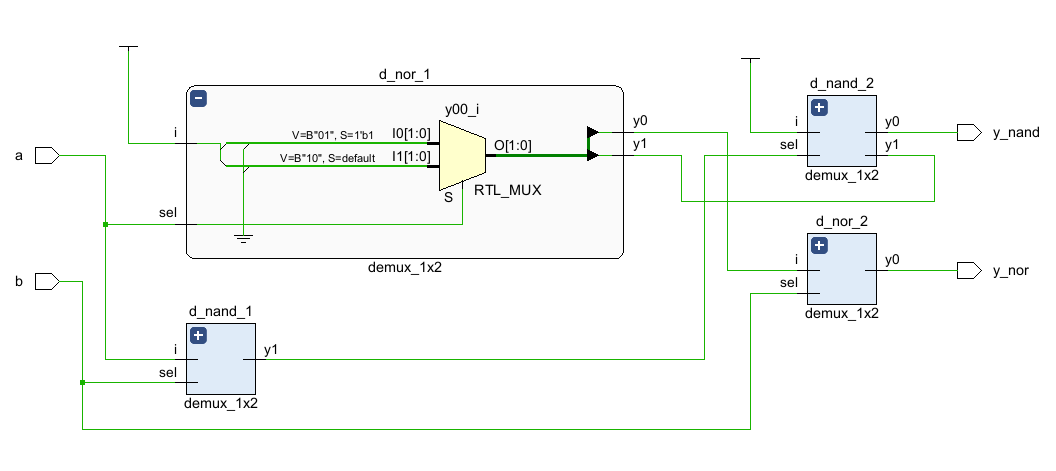 d_nor_1
y00_i
i
V=B"01", S=1'b1
I0[1:0]
V=B"10", S=default
I1[1:0]
O[1:0]
S
RTL_MUX
sel
y0
y1
demux_1x2
a
b
d_nand_1
i
sel
y1
demux_1x2
d_nand_2
i
sel
y0
y1
demux_1x2
y_nand
d_nor_2
i
sel
y0
demux_1x2
y_nor